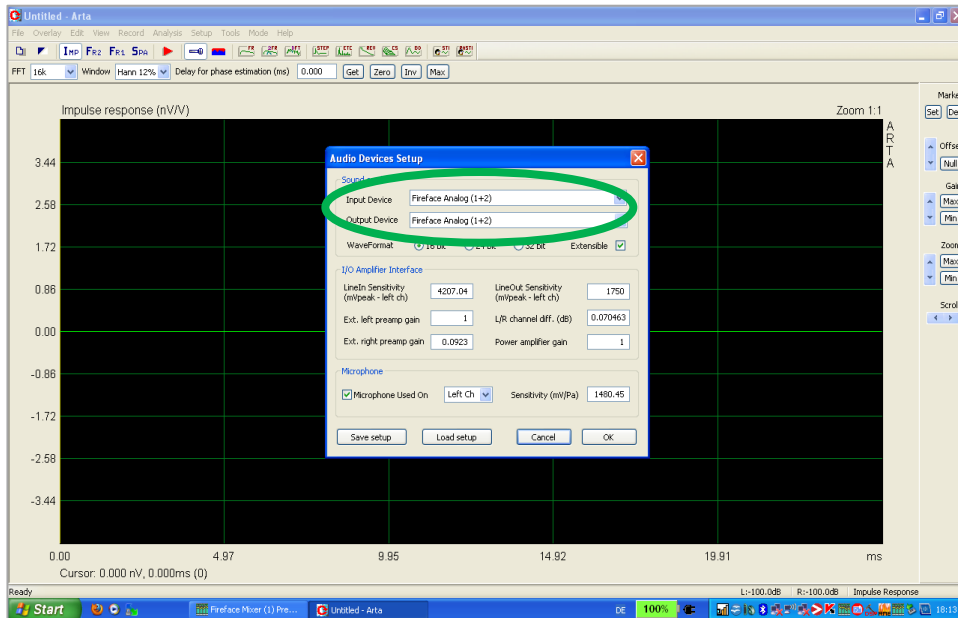 Untitled - Arta
File Overlay Edit View Record Analysis Setup Tools Mode Help
IMP FR2 FR1 SPA
FFT 16k Window Hann 12% Delay for phase estimation (ms) 0.000 Get Zero Inv Max
Impulse response (nV/V) Zoom 1:1
ARTA
3.44
2.58
1.72
0.86
0.00
-0.86
-1.72
-2.58
-3.44
0.00 4.97 9.95 14.92 19.91 ms
Cursor: 0.000 nV, 0.000ms (0)
Set
Null
Max
Min
Max
Min
Audio Devices Setup
Input Device Fireface Analog (1+2)
Output Device Fireface Analog (1+2)
WaveFormat 16 bit 24 bit 32 bit Extensible
I/O Amplifier Interface
LineIn Sensitivity
(mVpeak - left ch) 4207.04
LineOut Sensitivity
(mVpeak - left ch) 1750
Ext. left preamp gain 1 L/R channel diff. (dB) 0.070463
Ext. right preamp gain 0.0923 Power amplifier gain 1
Microphone
Microphone Used On Left Ch Sensitivity (mV/Pa) 1480.45
Save setup Load setup Cancel OK
Ready L:-100.0dB R:-100.0dB Impulse Response
Start Fireface Mixer (1) Pre... Untitled - Arta DE 100% 18:13